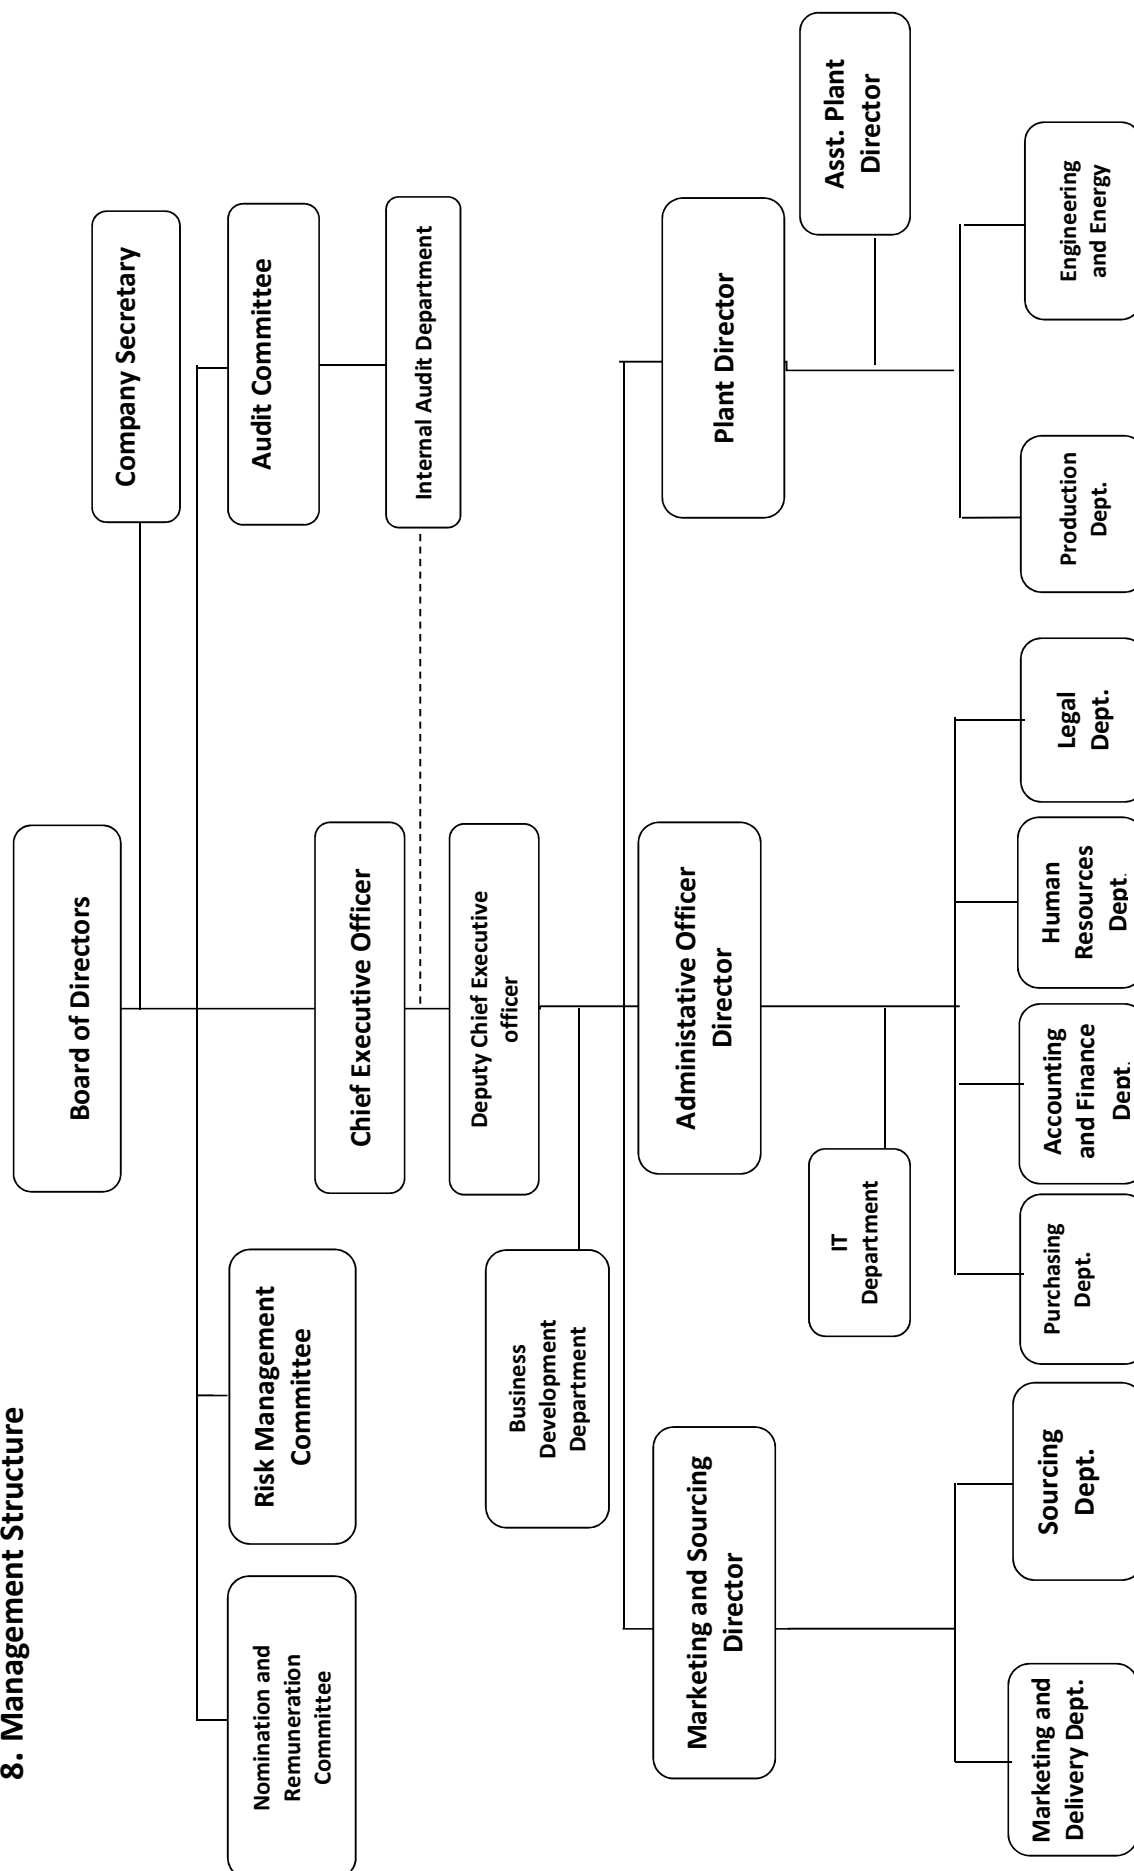 8. Management Structure
Board of Directors
Company Secretary
Nomination and
Remuneration
Committee
Risk Management
Committee
Audit Committee
Chief Executive Officer
Internal Audit Department
Deputy Chief Executive
officer
Business
Development
Department
Marketing and Sourcing
Director
Administative Officer
Director
Plant Director
IT
Department
Asst. Plant
Director
Marketing and
Delivery Dept.
Sourcing
Dept.
Purchasing
Dept.
Accounting
and Finance
Dept.
Human
Resources
Dept.
Legal
Dept.
Production
Dept.
Engineering
and Energy